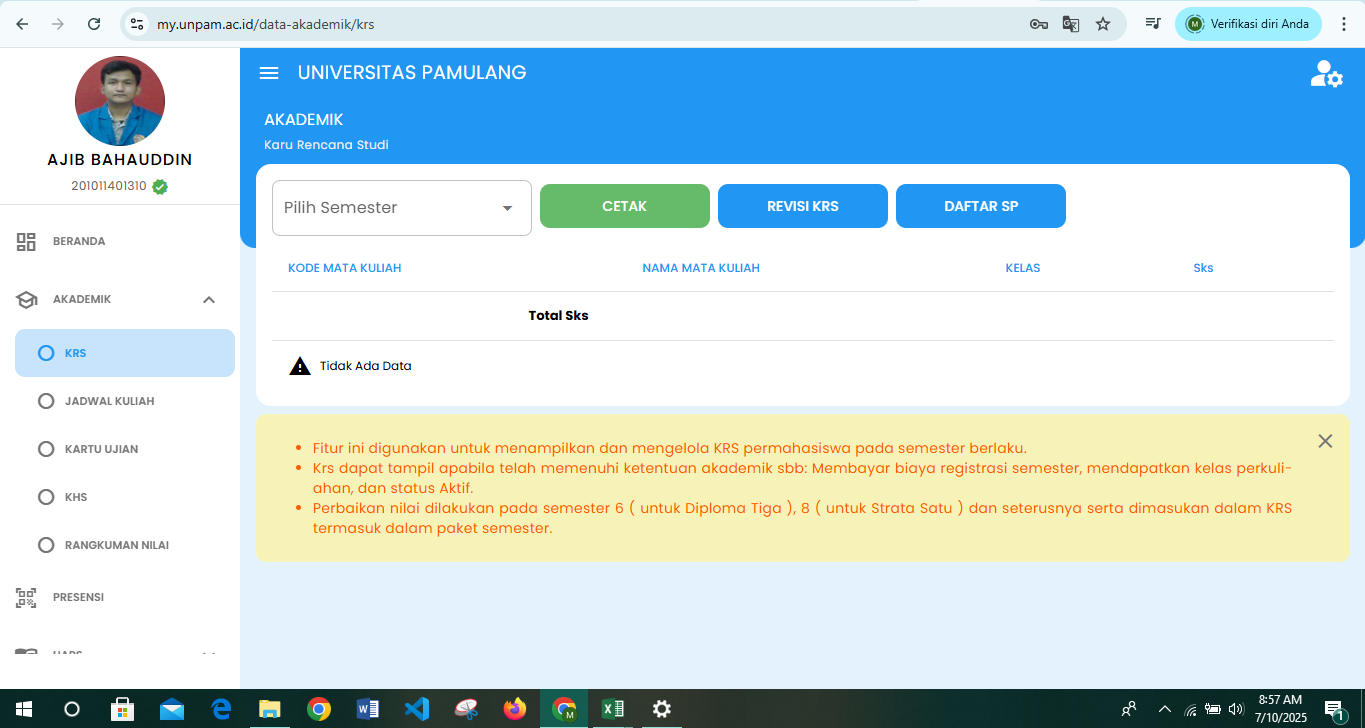 my.unpam.ac.id/data-akademik/krs
Verifikasi diri Anda
UNIVERSITAS PAMULANG
AJIB BAHAUDDIN
201011401310
AKADEMIK
Karu Rencana Studi
Pilih Semester
CETAK
REVISI KRS
DAFTAR SP
BERANDA
AKADEMIK
KRS
JADWAL KULIAH
KARTU UJIAN
KHS
RANGKUMAN NILAI
PRESENSI
KODE MATA KULIAH NAMA MATA KULIAH KELAS Sks
Total Sks
Tidak Ada Data
• Fitur ini digunakan untuk menampilkan dan mengelola KRS permahasiswa pada semester berlaku.
• Krs dapat tampil apabila telah memenuhi ketentuan akademik sbb: Membayar biaya registrasi semester, mendapatkan kelas perkuli-
ahan, dan status Aktif.
• Perbaikan nilai dilakukan pada semester 6 ( untuk Diploma Tiga ), 8 ( untuk Strata Satu ) dan seterusnya serta dimasukan dalam KRS
termasuk dalam paket semester.
8:57 AM
7/10/2025
1